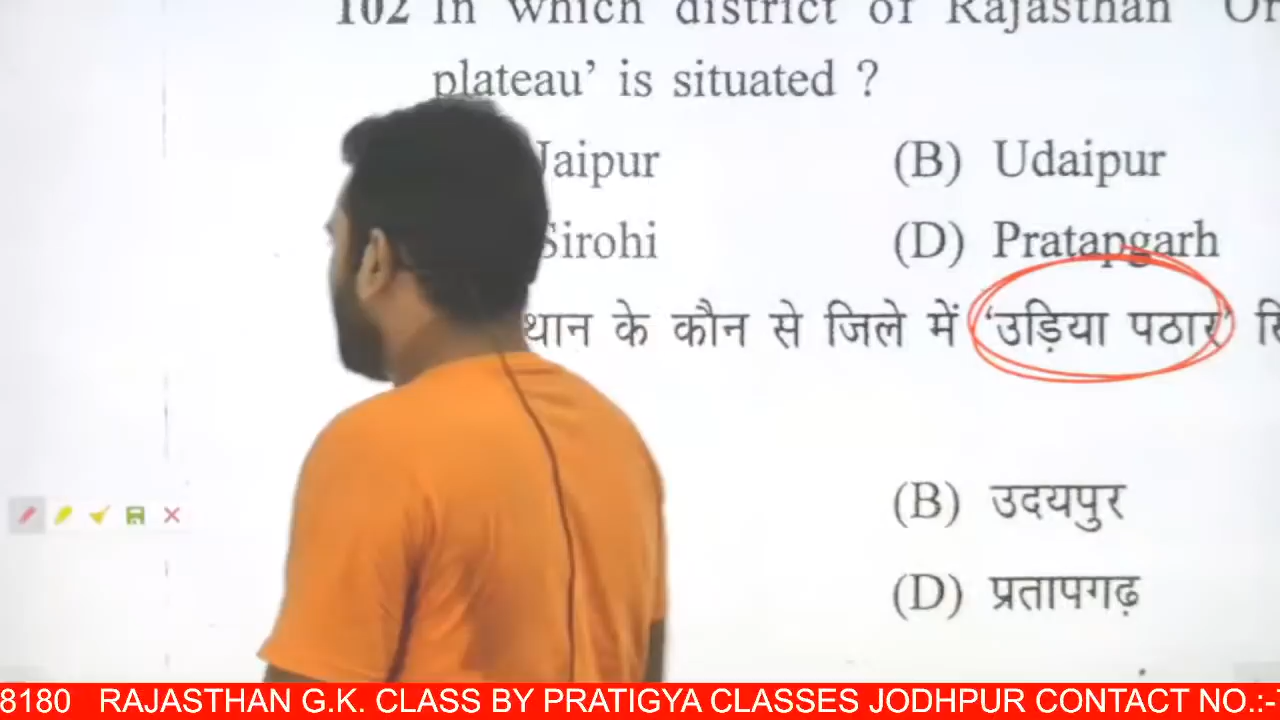 102 In which district of Rajasthan
plateau’ is situated ?
Jaipur (B) Udaipur
Sirohi (D) Pratapgarh
थान के कौन से जिले में ‘उड़िया पठार’
(B) उदयपुर
(D) प्रतापगढ़
8180 RAJASTHAN G.K. CLASS BY PRATIGYA CLASSES JODHPUR CONTACT NO.:-